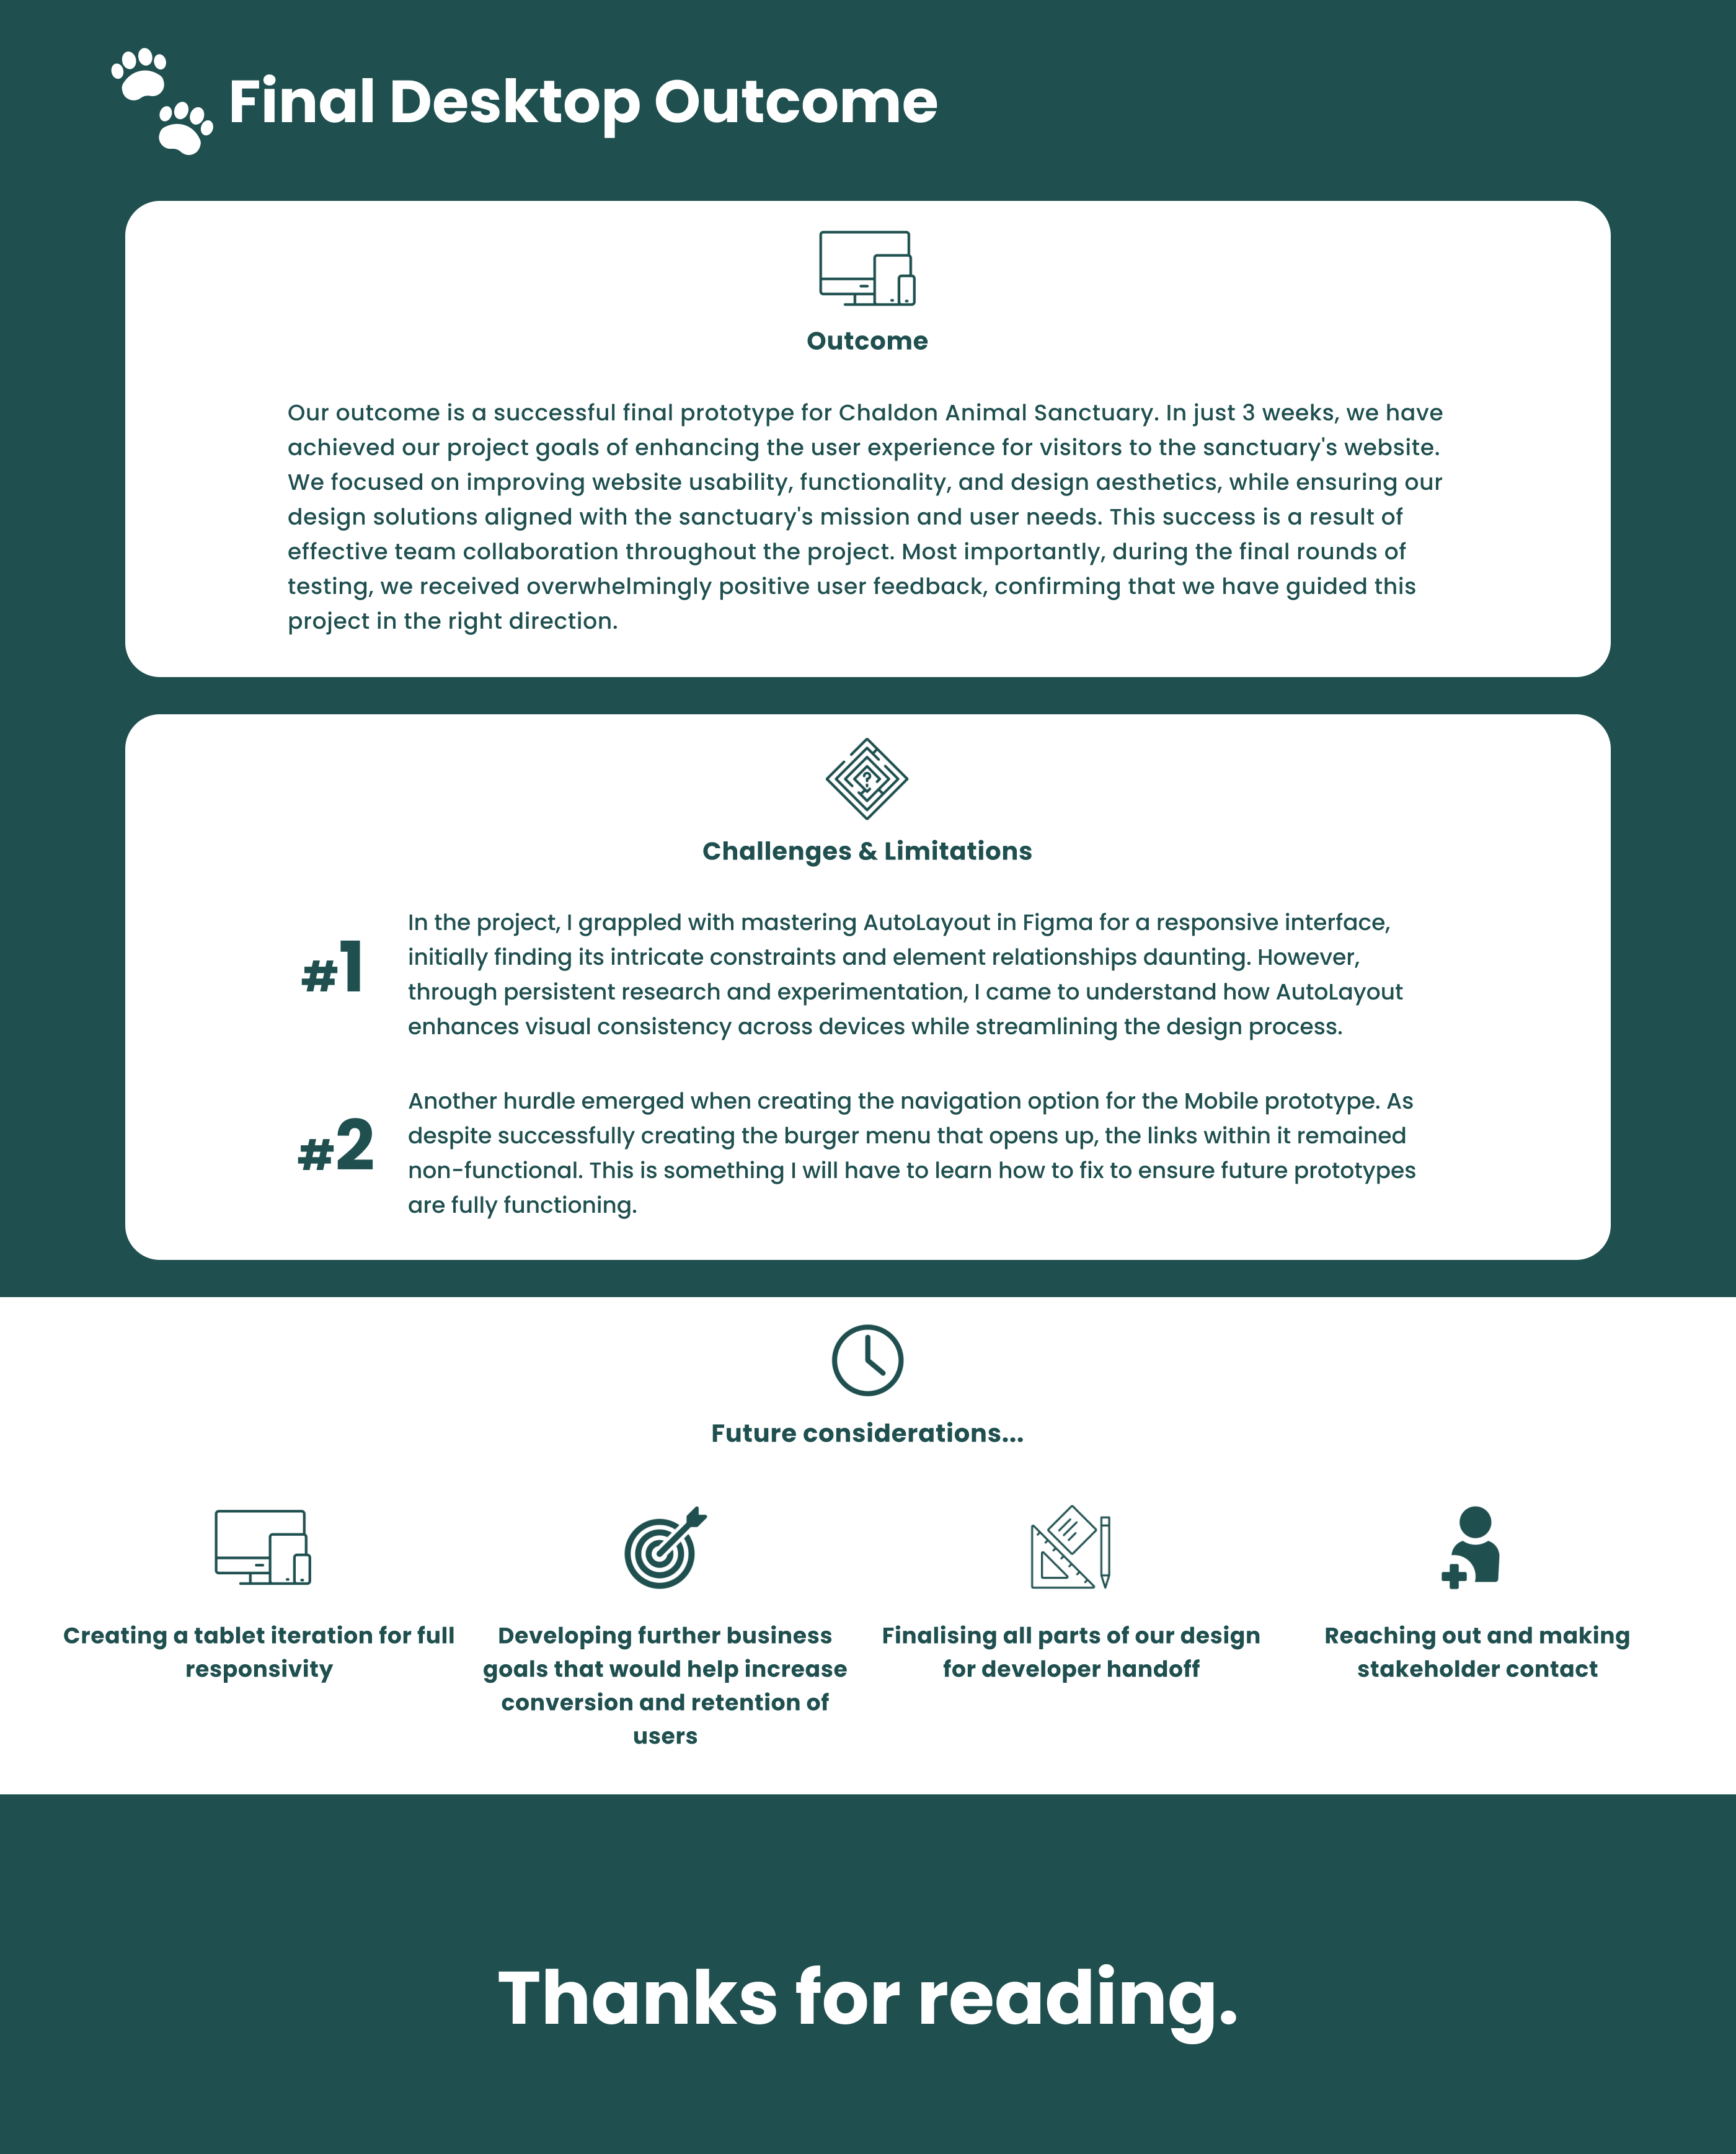 Final Desktop Outcome
Outcome
Our outcome is a successful final prototype for Chaldon Animal Sanctuary. In just 3 weeks, we have
achieved our project goals of enhancing the user experience for visitors to the sanctuary's website.
We focused on improving website usability, functionality, and design aesthetics, while ensuring our
design solutions aligned with the sanctuary's mission and user needs. This success is a result of
effective team collaboration throughout the project. Most importantly, during the final rounds of
testing, we received overwhelmingly positive user feedback, confirming that we have guided this
project in the right direction.
?
Challenges & Limitations
#1
In the project, I grappled with mastering AutoLayout in Figma for a responsive interface,
initially finding its intricate constraints and element relationships daunting. However,
through persistent research and experimentation, I came to understand how AutoLayout
enhances visual consistency across devices while streamlining the design process.
#2
Another hurdle emerged when creating the navigation option for the Mobile prototype. As
despite successfully creating the burger menu that opens up, the links within it remained
non-functional. This is something I will have to learn how to fix to ensure future prototypes
are fully functioning.
Future considerations...
Creating a tablet iteration for full
responsivity
Developing further business
goals that would help increase
conversion and retention of
users
Finalising all parts of our design
for developer handoff
Reaching out and making
stakeholder contact
Thanks for reading.